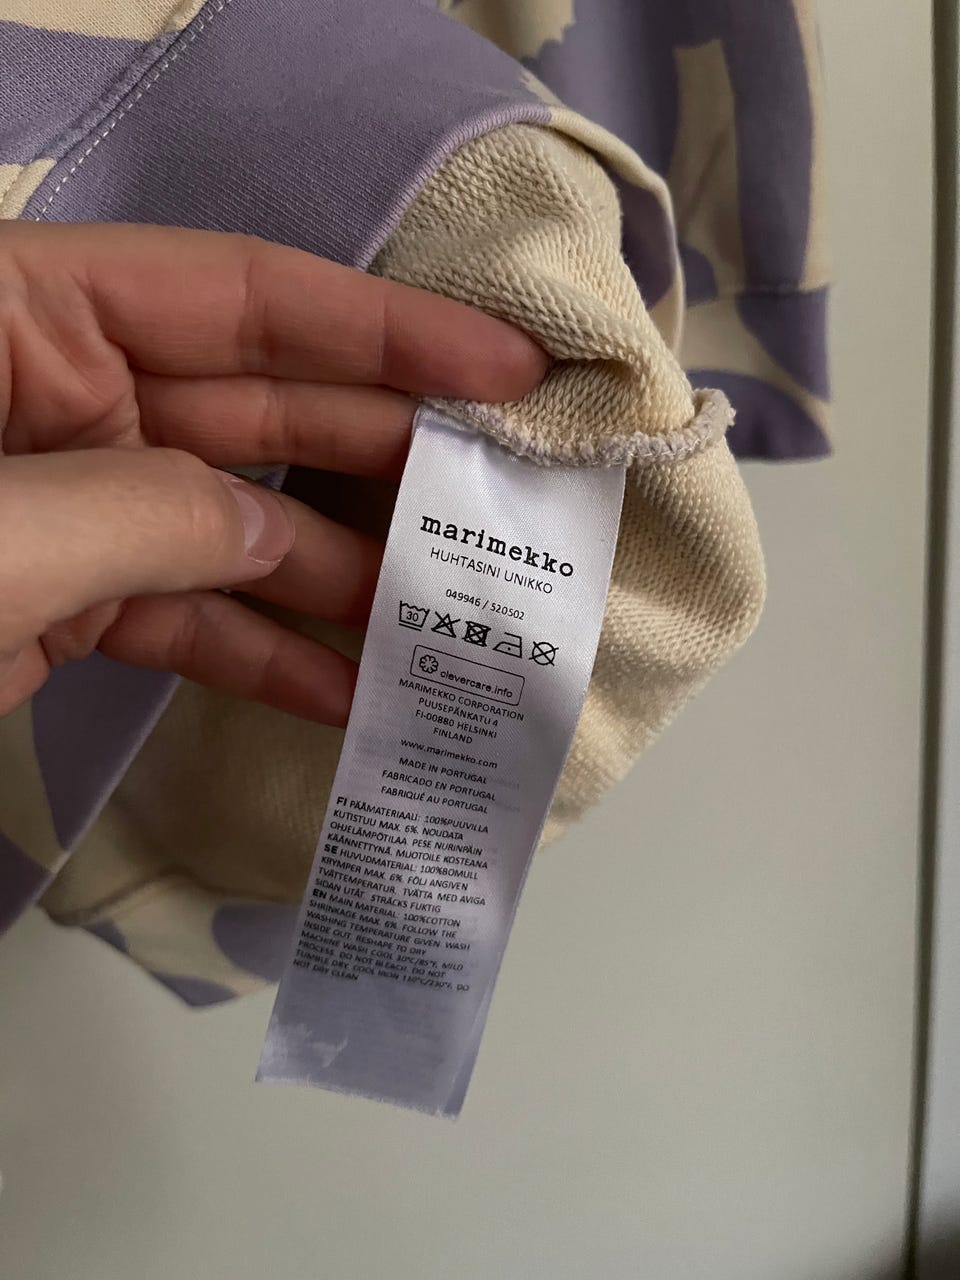 marimekko
HUHTASINI UNIKKO
049946 / 520502
30
clevercare.info
MARIMEKKO CORPORATION
PUUSEPÄNKATU 4
FI-00880 HELSINKI
FINLAND
www.marimekko.com
MADE IN PORTUGAL
FABRICADO EN PORTUGAL
FABRIQUÉ AU PORTUGAL
FI PÄÄMATERIAALI: 100%PUUVILLA
KUTISTUU MAX. 6%. NOUDATA
OHJELÄMPÖTILAA. PESE NURINPÄIN
KÄÄNNETTYNÄ. MUOTOILE KOSTEANA
SE HUVUDMATERIAL: 100%BOMULL
KRYMPER MAX. 6%. FÖLJ ANGIVEN
TVÄTTEMPERATUR. TVÄTTA MED AVIGA
SIDAN UTÅT. STRÄCKS FUKTIG
EN MAIN MATERIAL: 100%COTTON
SHRINKAGE MAX. 6%. FOLLOW THE
WASHING TEMPERATURE GIVEN. WASH
INSIDE OUT. RESHAPE TO DRY
MACHINE WASH COOL 30°C/85°F, MILD
PROCESS. DO NOT BLEACH. DO NOT
TUMBLE DRY. COOL IRON 110°C/230°F. DO
NOT DRY CLEAN